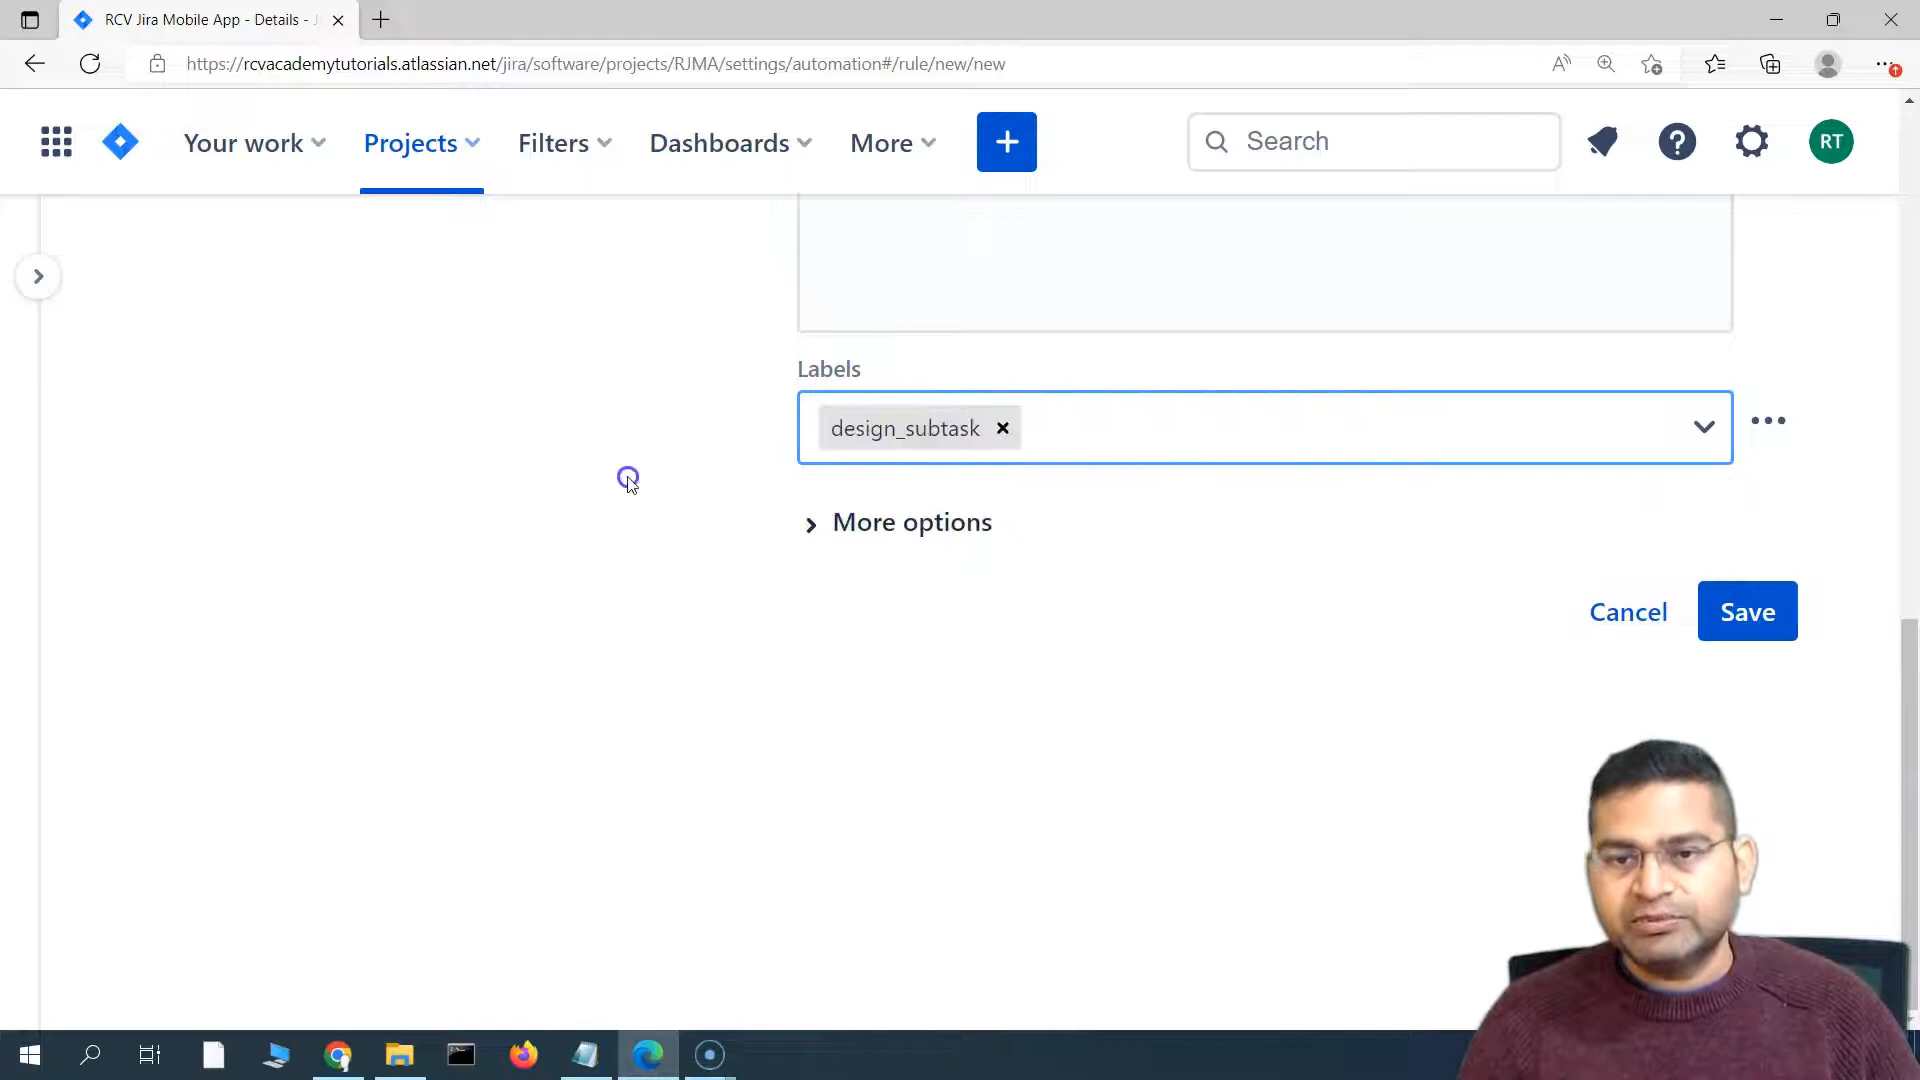 RCV Jira Mobile App - Details - J
https://rcvacademytutorials.atlassian.net/jira/software/projects/RJMA/settings/automation#/rule/new/new
Your work
Projects
Filters
Dashboards
More
Search
RT
Labels
design_subtask
More options
Cancel
Save